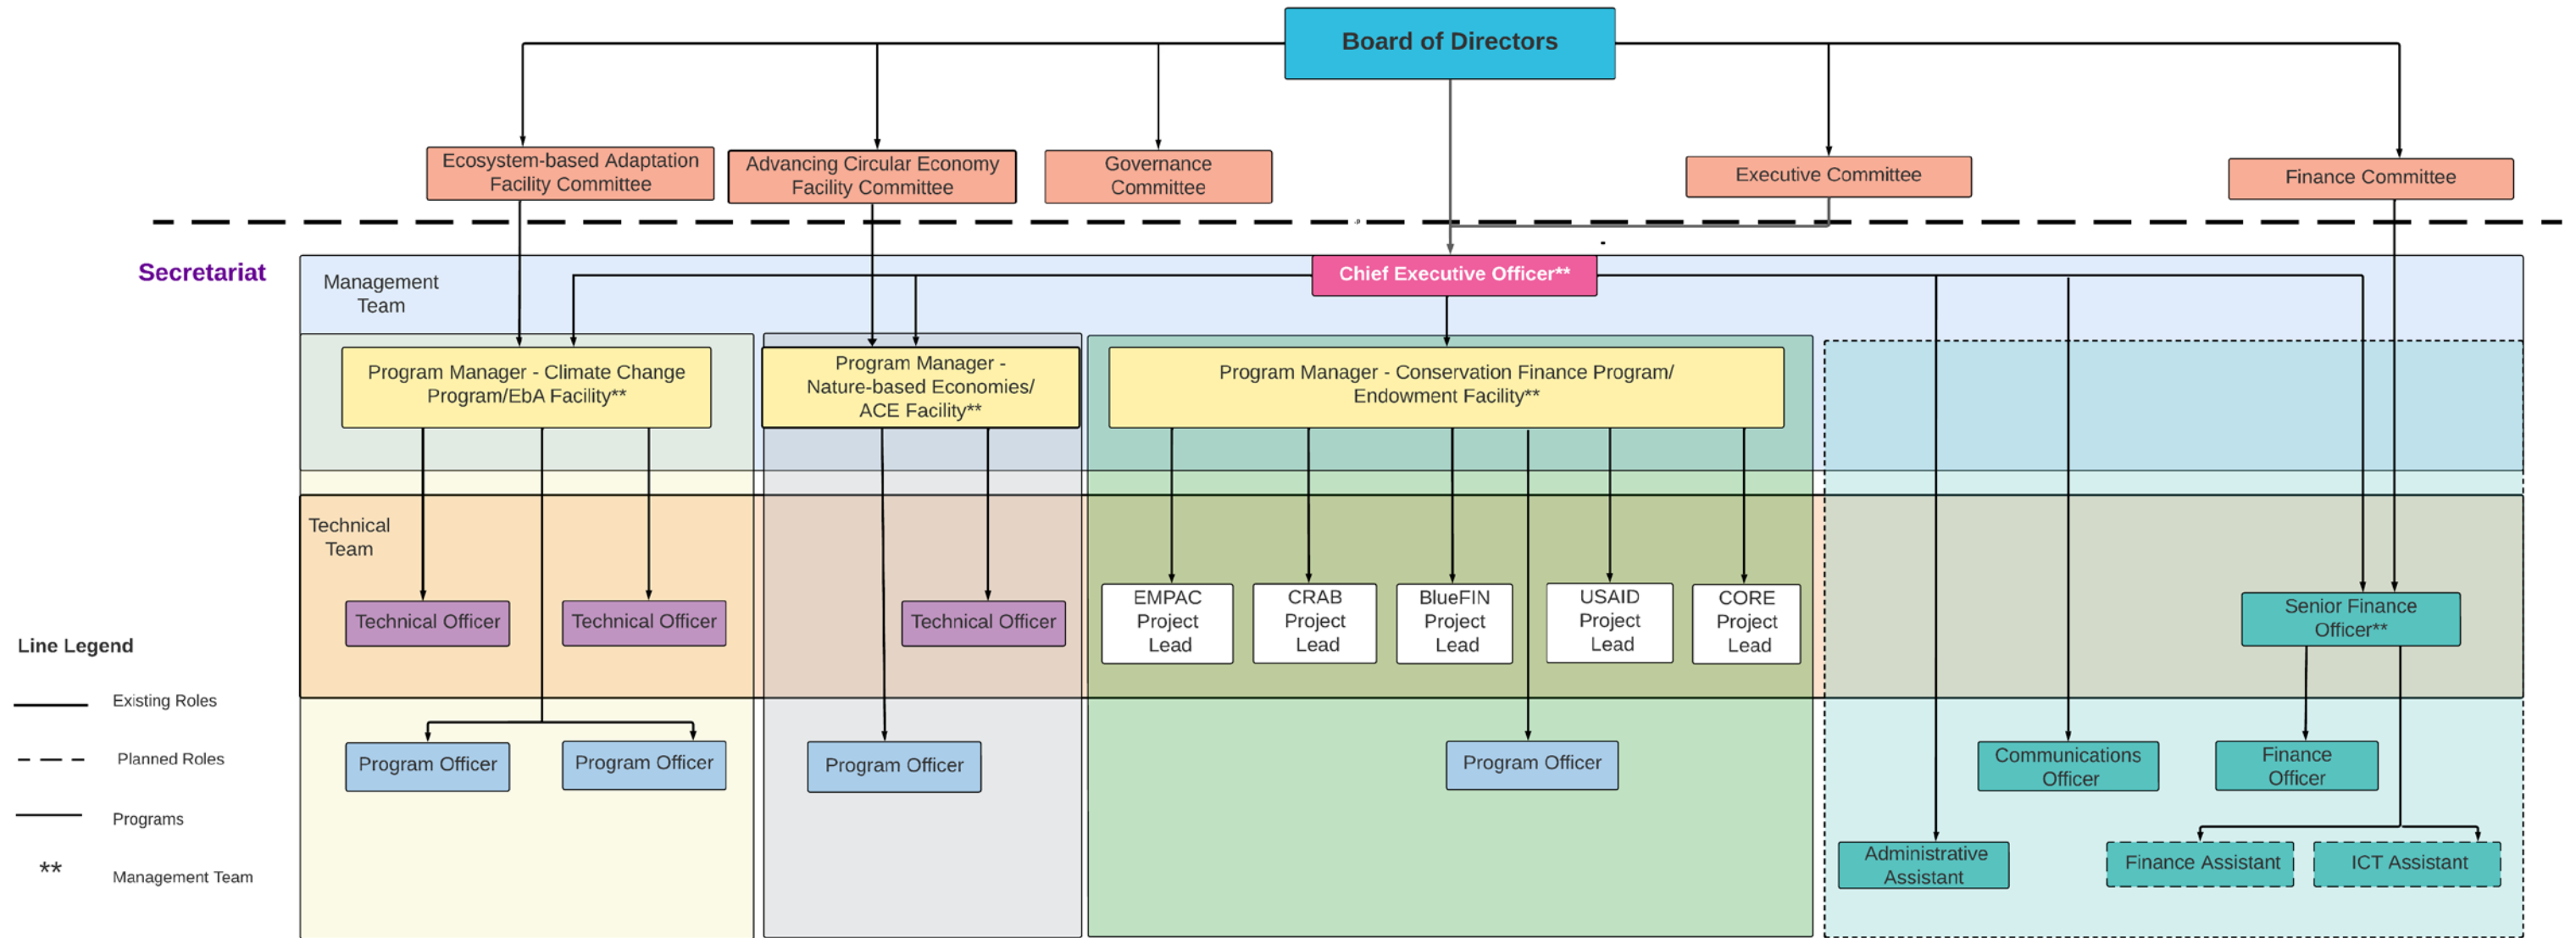 Board of Directors
Ecosystem-based Adaptation
Facility Committee
Advancing Circular Economy
Facility Committee
Governance
Committee
Executive Committee
Finance Committee
Secretariat
Management
Team
Chief Executive Officer**
Program Manager - Climate Change
Program/EbA Facility**
Program Manager -
Nature-based Economies/
ACE Facility**
Program Manager - Conservation Finance Program/
Endowment Facility**
Technical
Team
Technical Officer
Technical Officer
Technical Officer
EMPAC
Project
Lead
CRAB
Project
Lead
BlueFIN
Project
Lead
USAID
Project
Lead
CORE
Project
Lead
Senior Finance
Officer**
Program Officer
Program Officer
Program Officer
Program Officer
Communications
Officer
Finance
Officer
Administrative
Assistant
Finance Assistant
ICT Assistant
Line Legend
Existing Roles
Planned Roles
Programs
** Management Team